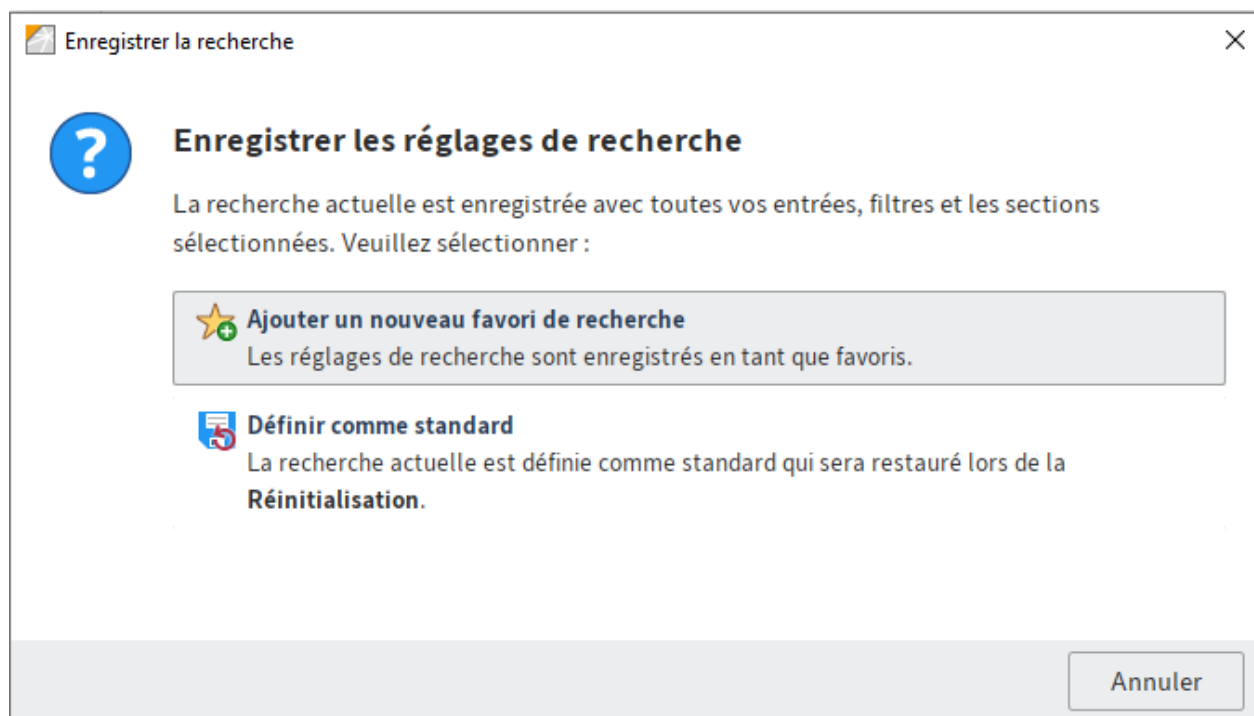 Enregistrer la recherche
Enregistrer les réglages de recherche
La recherche actuelle est enregistrée avec toutes vos entrées, filtres et les sections
sélectionnées. Veuillez sélectionner :
Ajouter un nouveau favori de recherche
Les réglages de recherche sont enregistrés en tant que favoris.
Définir comme standard
La recherche actuelle est définie comme standard qui sera restauré lors de la
Réinitialisation.
Annuler